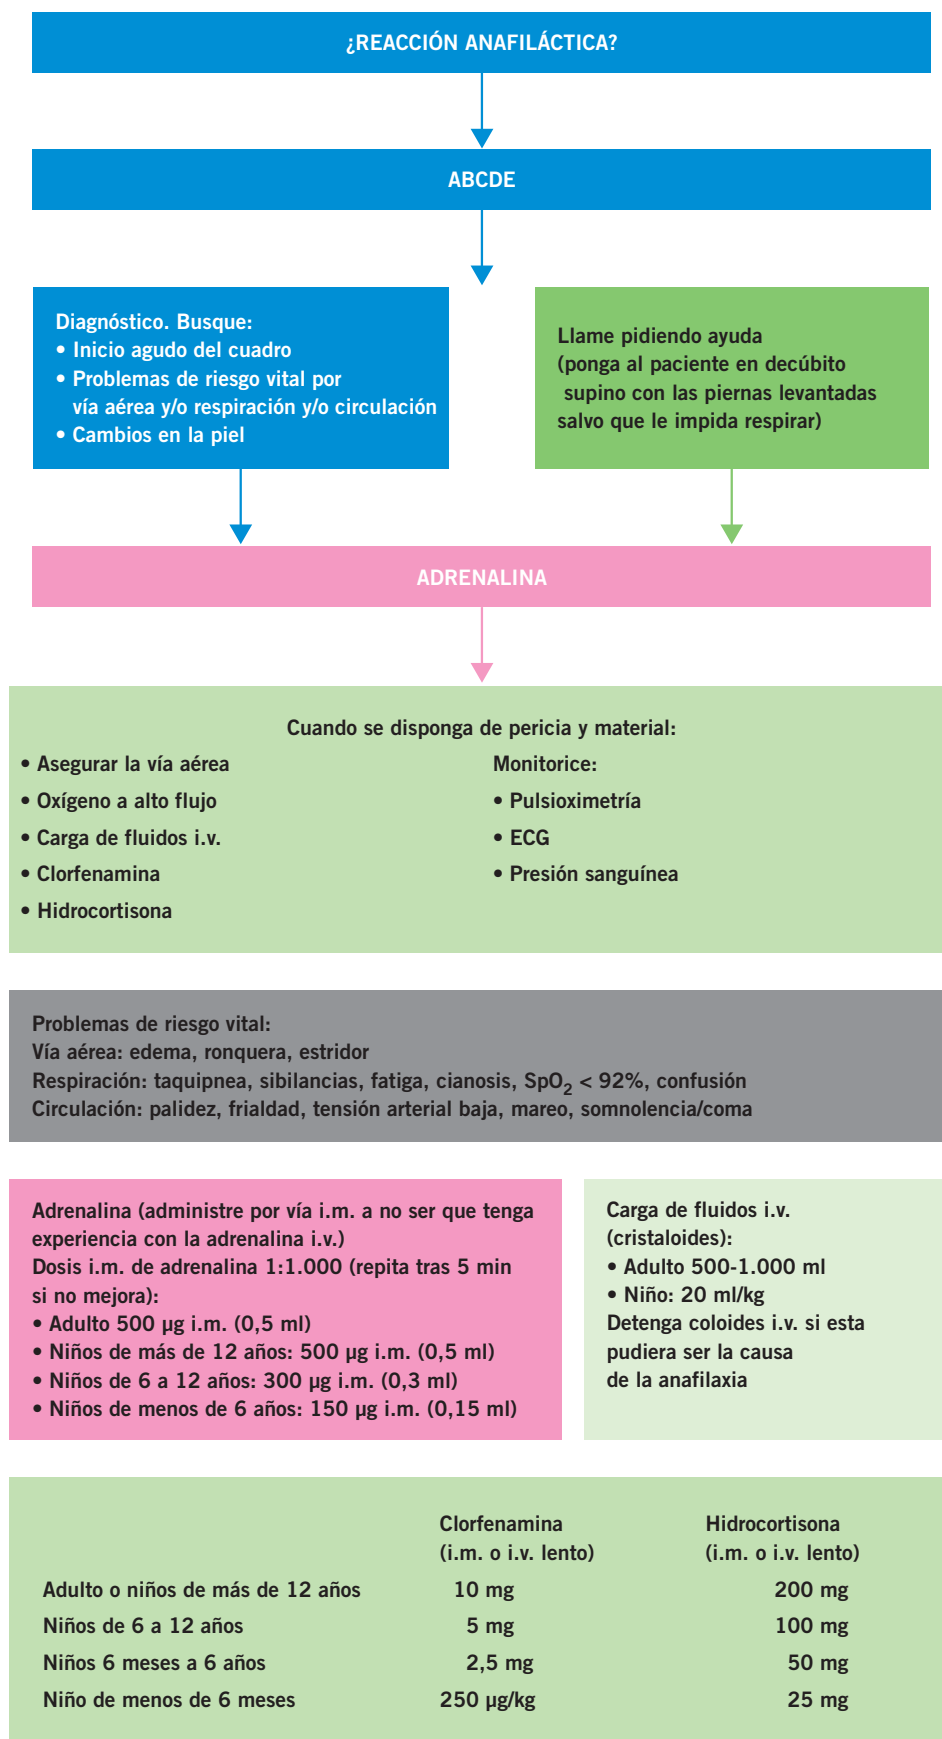 ¿REACCIÓN ANAFILÁCTICA?
ABCDE
Diagnóstico. Busque:
• Inicio agudo del cuadro
• Problemas de riesgo vital por
vía aérea y/o respiración y/o circulación
• Cambios en la piel
Llame pidiendo ayuda
(ponga al paciente en decúbito
supino con las piernas levantadas
salvo que le impida respirar)
ADRENALINA
Cuando se disponga de pericia y material:
• Asegurar la vía aérea
• Oxígeno a alto flujo
• Carga de fluidos i.v.
• Clorfenamina
• Hidrocortisona
Monitorice:
• Pulsioximetría
• ECG
• Presión sanguínea
Problemas de riesgo vital:
Vía aérea: edema, ronquera, estridor
Respiración: taquipnea, sibilancias, fatiga, cianosis, SpO₂ < 92%, confusión
Circulación: palidez, frialdad, tensión arterial baja, mareo, somnolencia/coma
Adrenalina (administre por vía i.m. a no ser que tenga
experiencia con la adrenalina i.v.)
Dosis i.m. de adrenalina 1:1.000 (repita tras 5 min
si no mejora):
• Adulto 500 µg i.m. (0,5 ml)
• Niños de más de 12 años: 500 µg i.m. (0,5 ml)
• Niños de 6 a 12 años: 300 µg i.m. (0,3 ml)
• Niños de menos de 6 años: 150 µg i.m. (0,15 ml)
Carga de fluidos i.v.
(cristaloides):
• Adulto 500-1.000 ml
• Niño: 20 ml/kg
Detenga coloides i.v. si esta
pudiera ser la causa
de la anafilaxia
Clorfenamina Hidrocortisona
(i.m. o i.v. lento) (i.m. o i.v. lento)
Adulto o niños de más de 12 años 10 mg 200 mg
Niños de 6 a 12 años 5 mg 100 mg
Niños 6 meses a 6 años 2,5 mg 50 mg
Niño de menos de 6 meses 250 µg/kg 25 mg